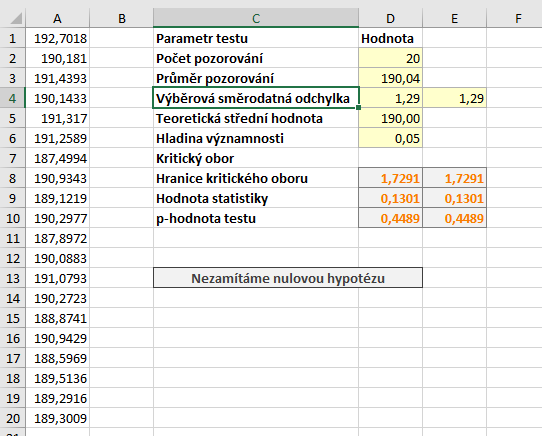 A B C D E F
1 192,7018 Parametr testu Hodnota
2 190,181 Počet pozorování 20
3 191,4393 Průměr pozorování 190,04
4 190,1433 Výběrová směrodatná odchylka 1,29 1,29
5 191,317 Teoretická střední hodnota 190,00
6 191,2589 Hladina významnosti 0,05
7 187,4994 Kritický obor
8 190,9343 Hranice kritického oboru 1,7291 1,7291
9 189,1219 Hodnota statistiky 0,1301 0,1301
10 190,2977 p-hodnota testu 0,4489 0,4489
11 187,8972
12 190,0883
13 191,0793 Nezamítáme nulovou hypotézu
14 190,2723
15 188,8741
16 190,9429
17 188,5969
18 189,5136
19 189,2916
20 189,3009